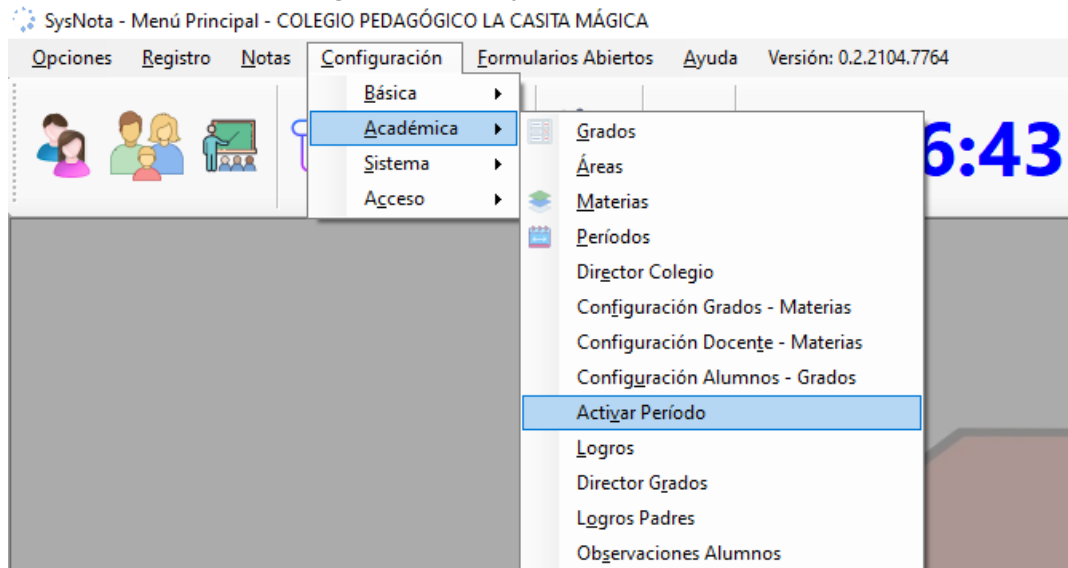 SysNota - Menú Principal - COLEGIO PEDAGÓGICO LA CASITA MÁGICA
Opciones Registro Notas Configuración Formularios Abiertos Ayuda Versión: 0.2.2104.7764
Básica
Académica
Sistema
Acceso
6:43
Grados
Áreas
Materias
Períodos
Director Colegio
Configuración Grados - Materias
Configuración Docente - Materias
Configuración Alumnos - Grados
Activar Período
Logros
Director Grados
Logros Padres
Observaciones Alumnos